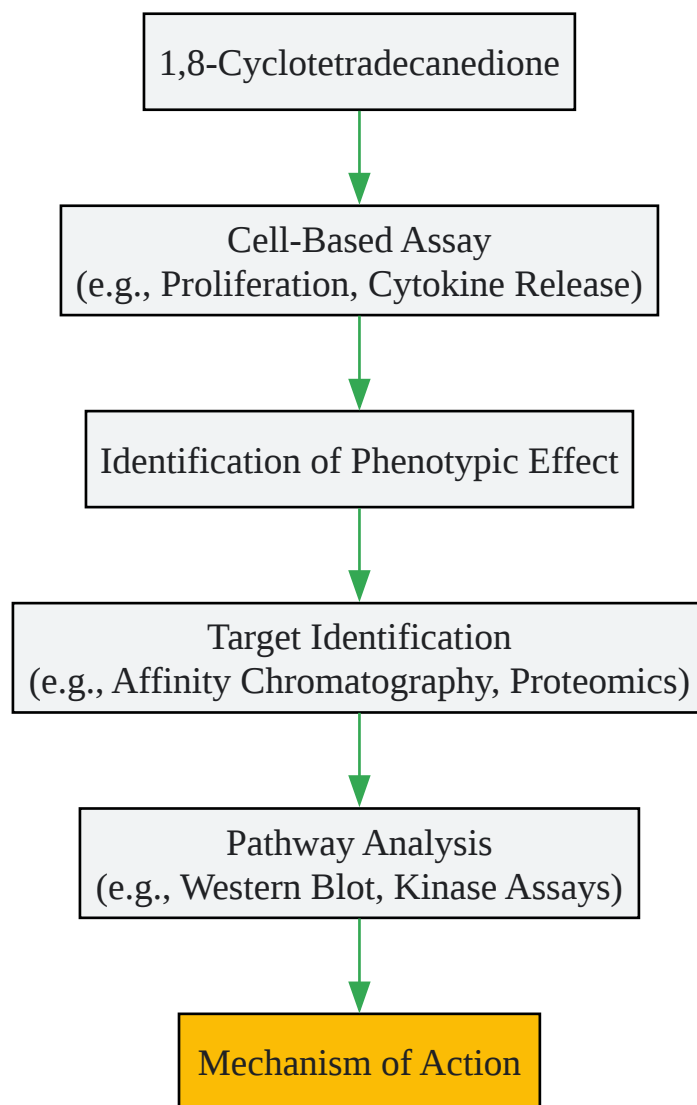 1,8-Cyclotetradecanedione
Cell-Based Assay
(e.g., Proliferation, Cytokine Release)
Identification of Phenotypic Effect
Target Identification
(e.g., Affinity Chromatography, Proteomics)
Pathway Analysis
(e.g., Western Blot, Kinase Assays)
Mechanism of Action